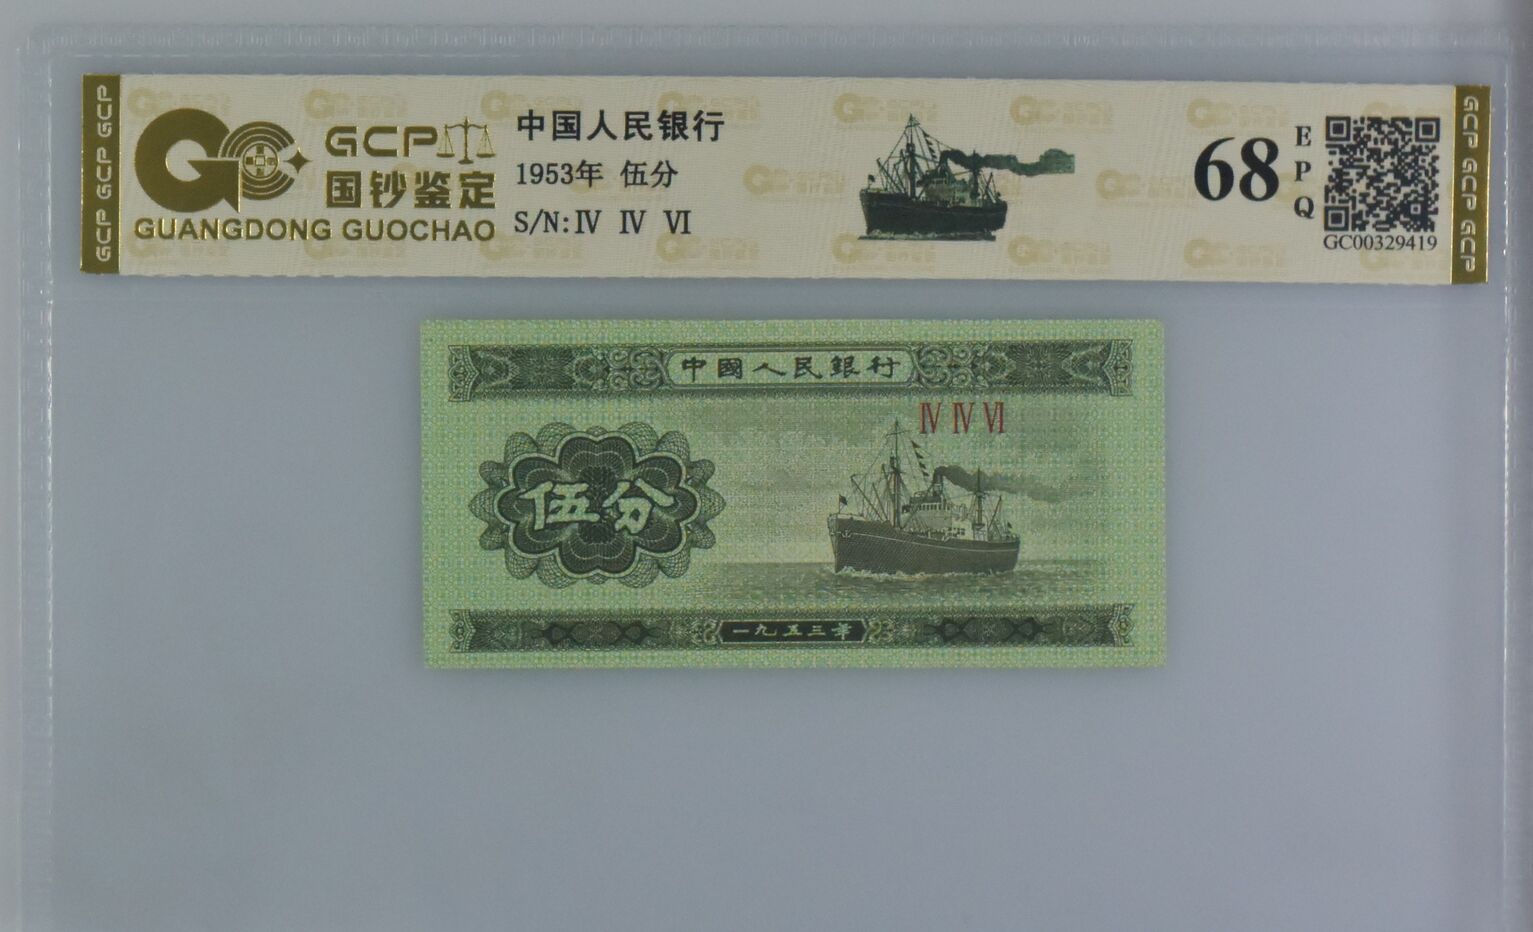 GCP GCP GCP
GCP
国钞鉴定
GUANGDONG GUOCHAO
中国人民银行
1953年 伍分
S/N:Ⅳ Ⅳ Ⅵ
68
EPQ
GC00329419
GCP GCP GCP
中國人民銀行
Ⅳ Ⅳ Ⅵ
伍分
一九五三年